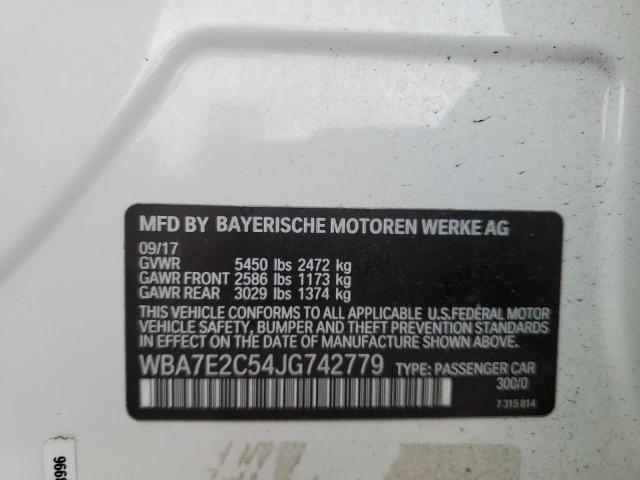 MFD BY BAYERISCHE MOTOREN WERKE AG
09/17
GVWR 5450 lbs 2472 kg
GAWR FRONT 2586 lbs 1173 kg
GAWR REAR 3029 lbs 1374 kg
THIS VEHICLE CONFORMS TO ALL APPLICABLE U.S.FEDERAL MOTOR
VEHICLE SAFETY, BUMPER AND THEFT PREVENTION STANDARDS
IN EFFECT ON THE DATE OF MANUFACTURE SHOWN ABOVE.
WBA7E2C54JG742779 TYPE: PASSENGER CAR
300/0
7 315 814